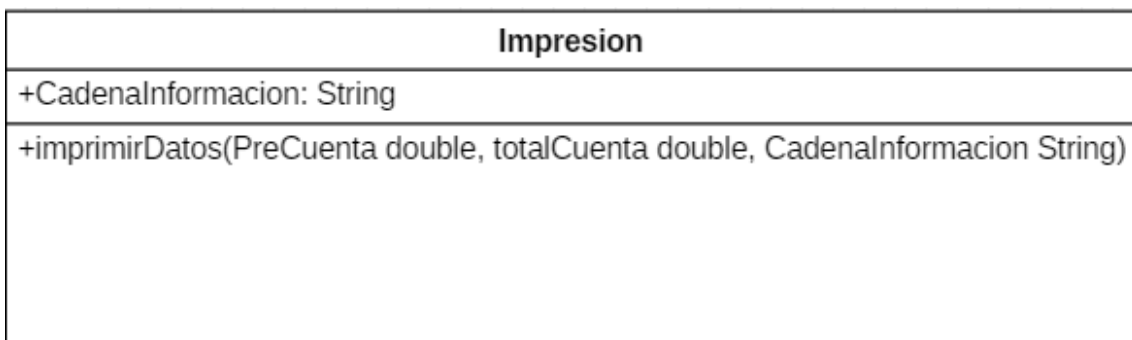 Impresion
+CadenaInformacion: String
+imprimirDatos(PreCuenta double, totalCuenta double, CadenaInformacion String)